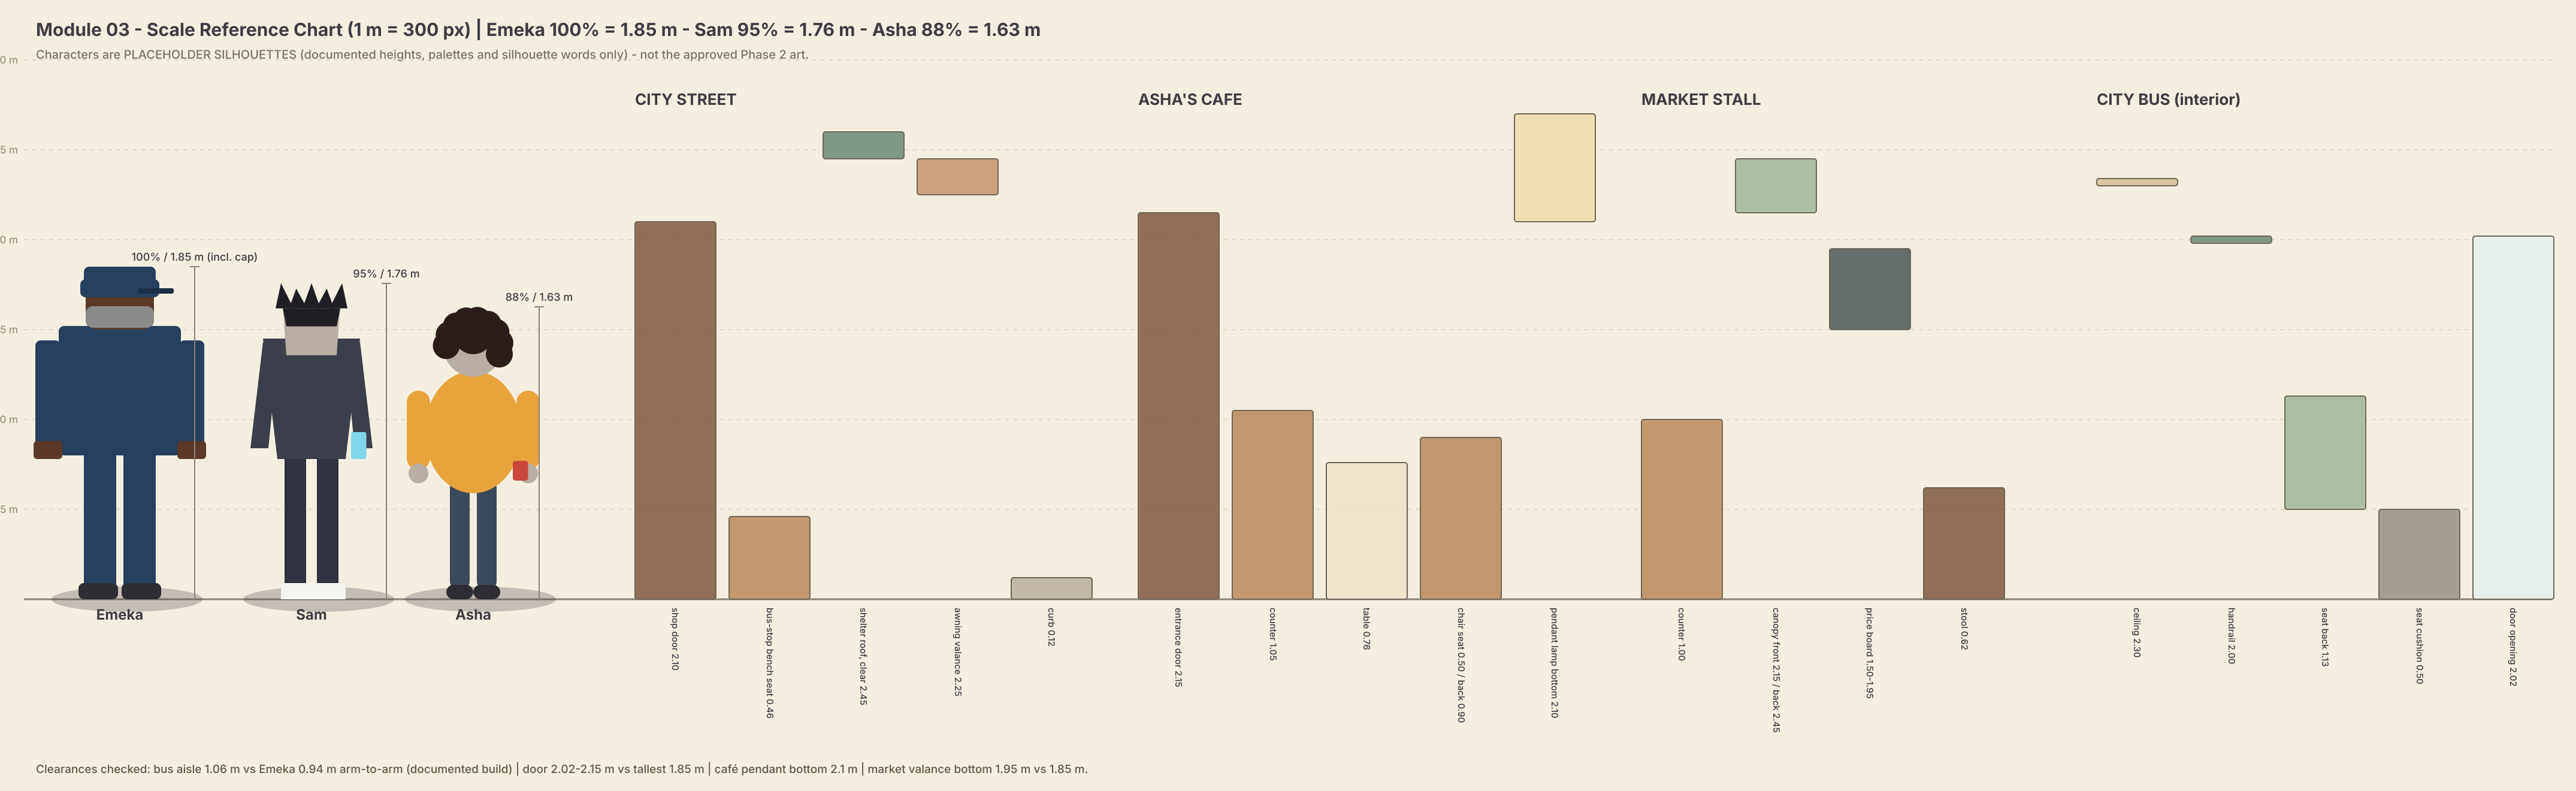 Module 03 - Scale Reference Chart (1 m = 300 px) | Emeka 100% = 1.85 m - Sam 95% = 1.76 m - Asha 88% = 1.63 m
Characters are PLACEHOLDER SILHOUETTES (documented heights, palettes and silhouette words only) - not the approved Phase 2 art.
0 m
CITY STREET
ASHA'S CAFE
MARKET STALL
CITY BUS (interior)
5 m
0 m
100% / 1.85 m (incl. cap)
95% / 1.76 m
88% / 1.63 m
5 m
0 m
5 m
Emeka
Sam
Asha
shop door 2.10
bus-stop bench seat 0.46
shelter roof, clear 2.45
awning valance 2.25
curb 0.12
entrance door 2.15
counter 1.05
table 0.76
chair seat 0.50 / back 0.90
pendant lamp bottom 2.10
counter 1.00
canopy front 2.15 / back 2.45
price board 1.50-1.95
stool 0.62
ceiling 2.30
handrail 2.00
seat back 1.13
seat cushion 0.50
door opening 2.02
Clearances checked: bus aisle 1.06 m vs Emeka 0.94 m arm-to-arm (documented build) | door 2.02-2.15 m vs tallest 1.85 m | café pendant bottom 2.1 m | market valance bottom 1.95 m vs 1.85 m.